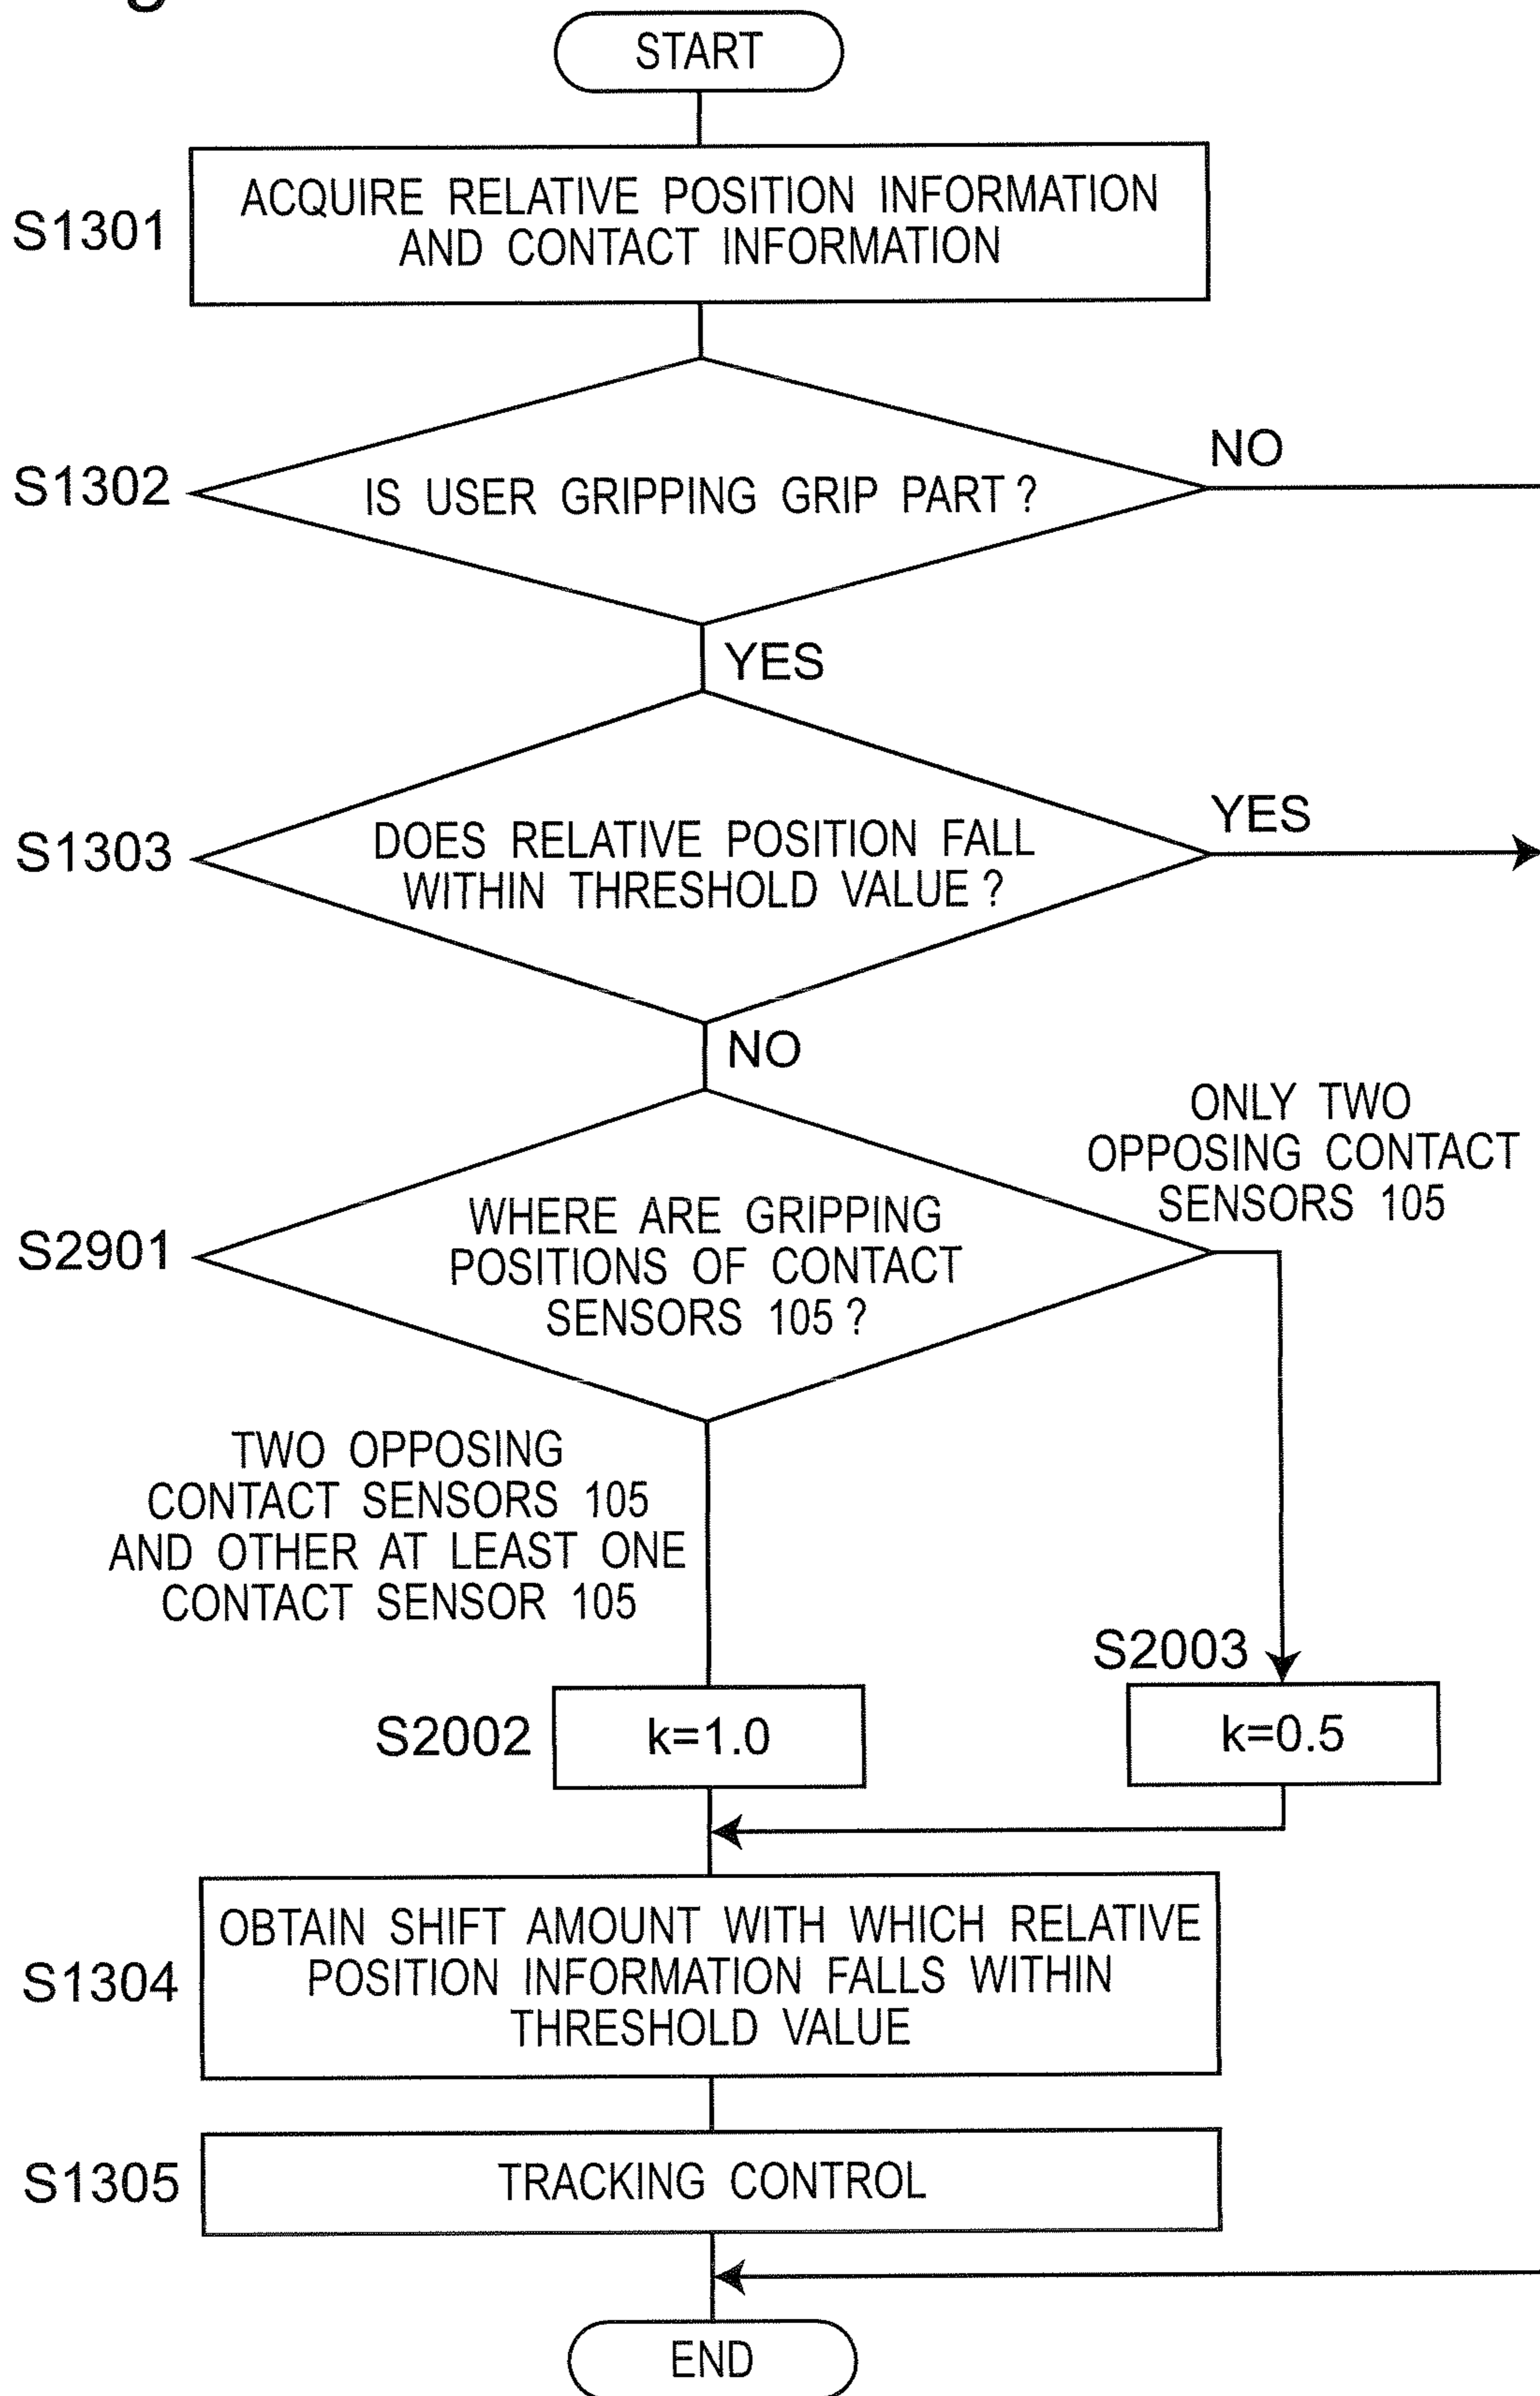 START
S1301
ACQUIRE RELATIVE POSITION INFORMATION
AND CONTACT INFORMATION
S1302
IS USER GRIPPING GRIP PART?
NO
YES
S1303
DOES RELATIVE POSITION FALL
WITHIN THRESHOLD VALUE?
YES
NO
S2901
WHERE ARE GRIPPING
POSITIONS OF CONTACT
SENSORS 105?
ONLY TWO
OPPOSING CONTACT
SENSORS 105
TWO OPPOSING
CONTACT SENSORS 105
AND OTHER AT LEAST ONE
CONTACT SENSOR 105
S2002
k=1.0
S2003
k=0.5
S1304
OBTAIN SHIFT AMOUNT WITH WHICH RELATIVE
POSITION INFORMATION FALLS WITHIN
THRESHOLD VALUE
S1305
TRACKING CONTROL
END